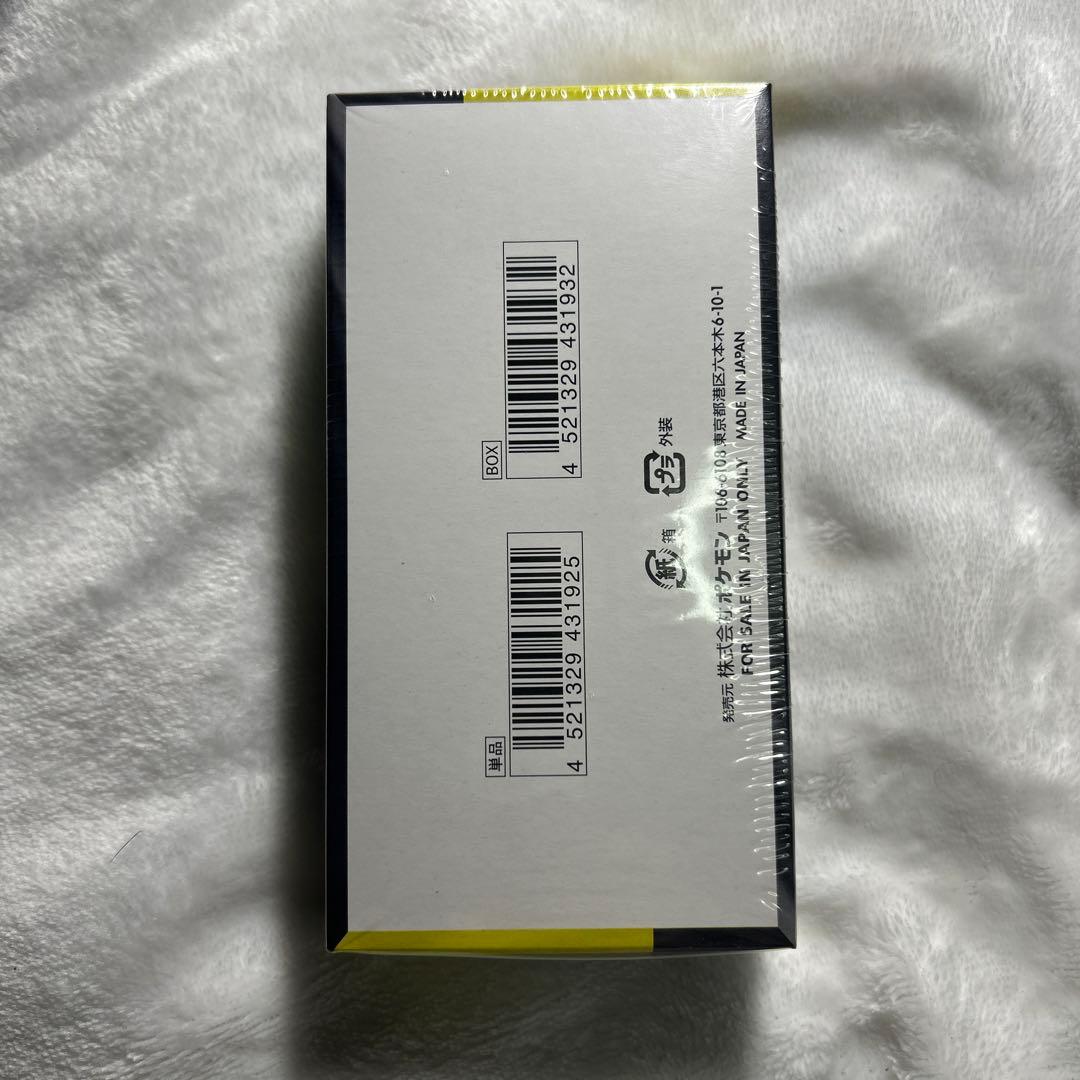 単品
4 521329 431925
BOX
4 521329 431932
紙 箱
プラ 外装
発売元 株式会社ポケモン 〒106-6108 東京都港区六本木6-10-1
FOR SALE IN JAPAN ONLY MADE IN JAPAN